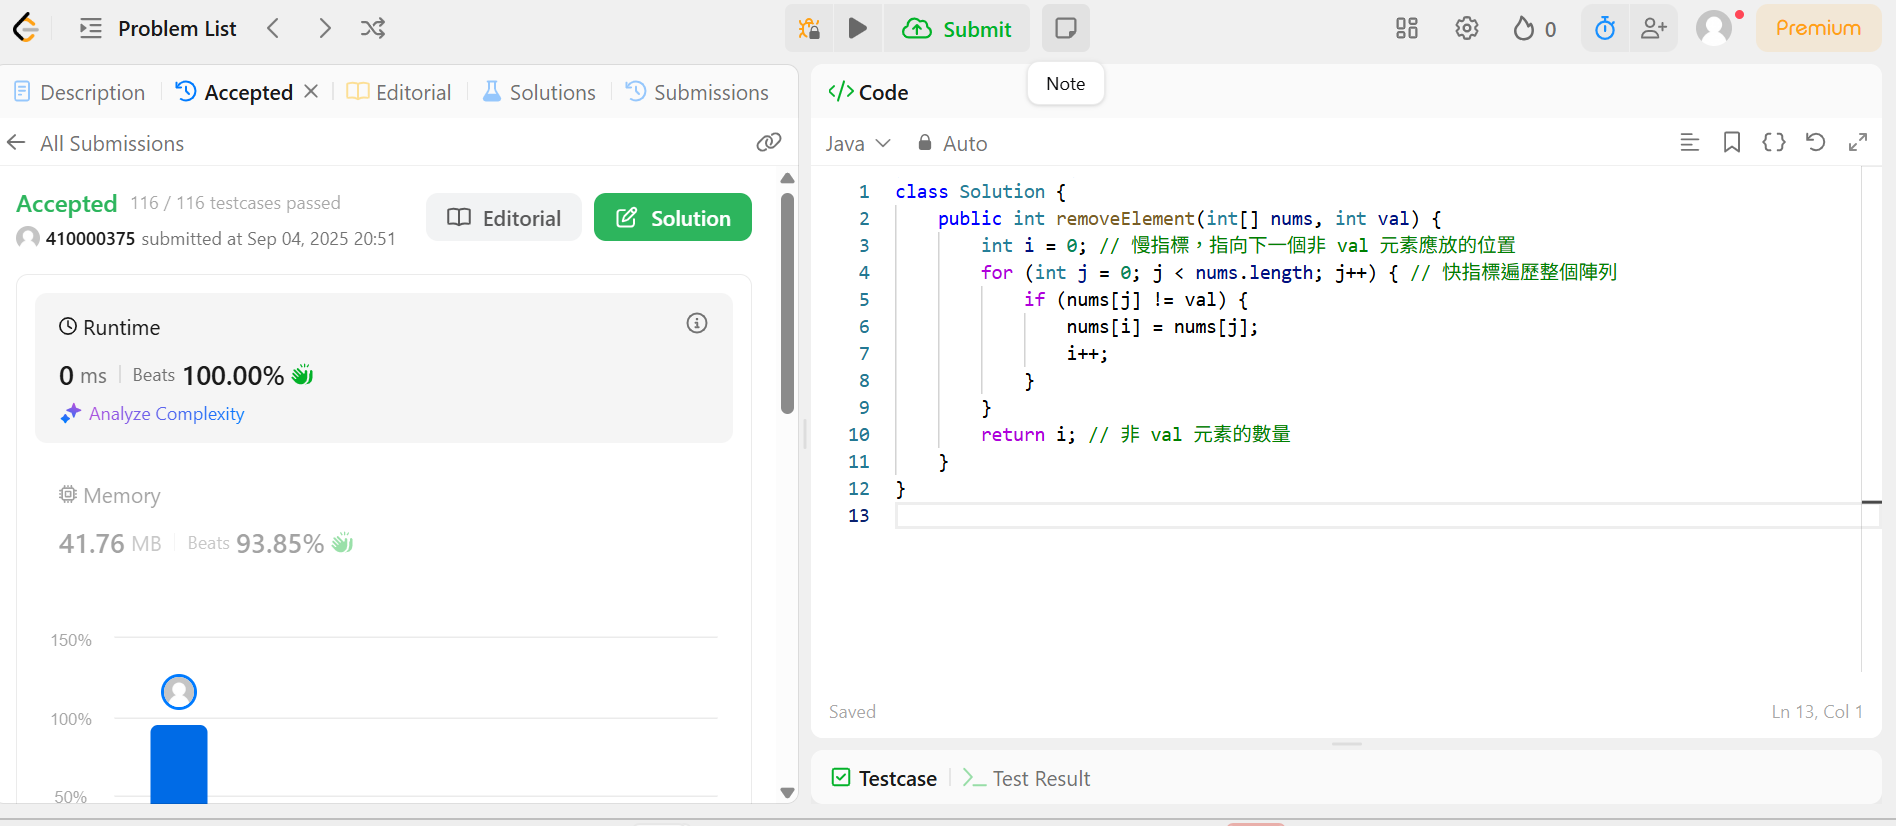 Problem List
Submit
0
Premium
Note
Description
Accepted
Editorial
Solutions
Submissions
All Submissions
Accepted 116 / 116 testcases passed
410000375 submitted at Sep 04, 2025 20:51
Editorial
Solution
Runtime
0 ms Beats 100.00%
Analyze Complexity
Memory
41.76 MB Beats 93.85%
150%
100%
50%
</> Code
Java
Auto
1 class Solution {
2 public int removeElement(int[] nums, int val) {
3 int i = 0; // 慢指標，指向下一個非 val 元素應放的位置
4 for (int j = 0; j < nums.length; j++) { // 快指標遍歷整個陣列
5 if (nums[j] != val) {
6 nums[i] = nums[j];
7 i++;
8 }
9 }
10 return i; // 非 val 元素的數量
11 }
12 }
13
Saved
Ln 13, Col 1
Testcase
Test Result